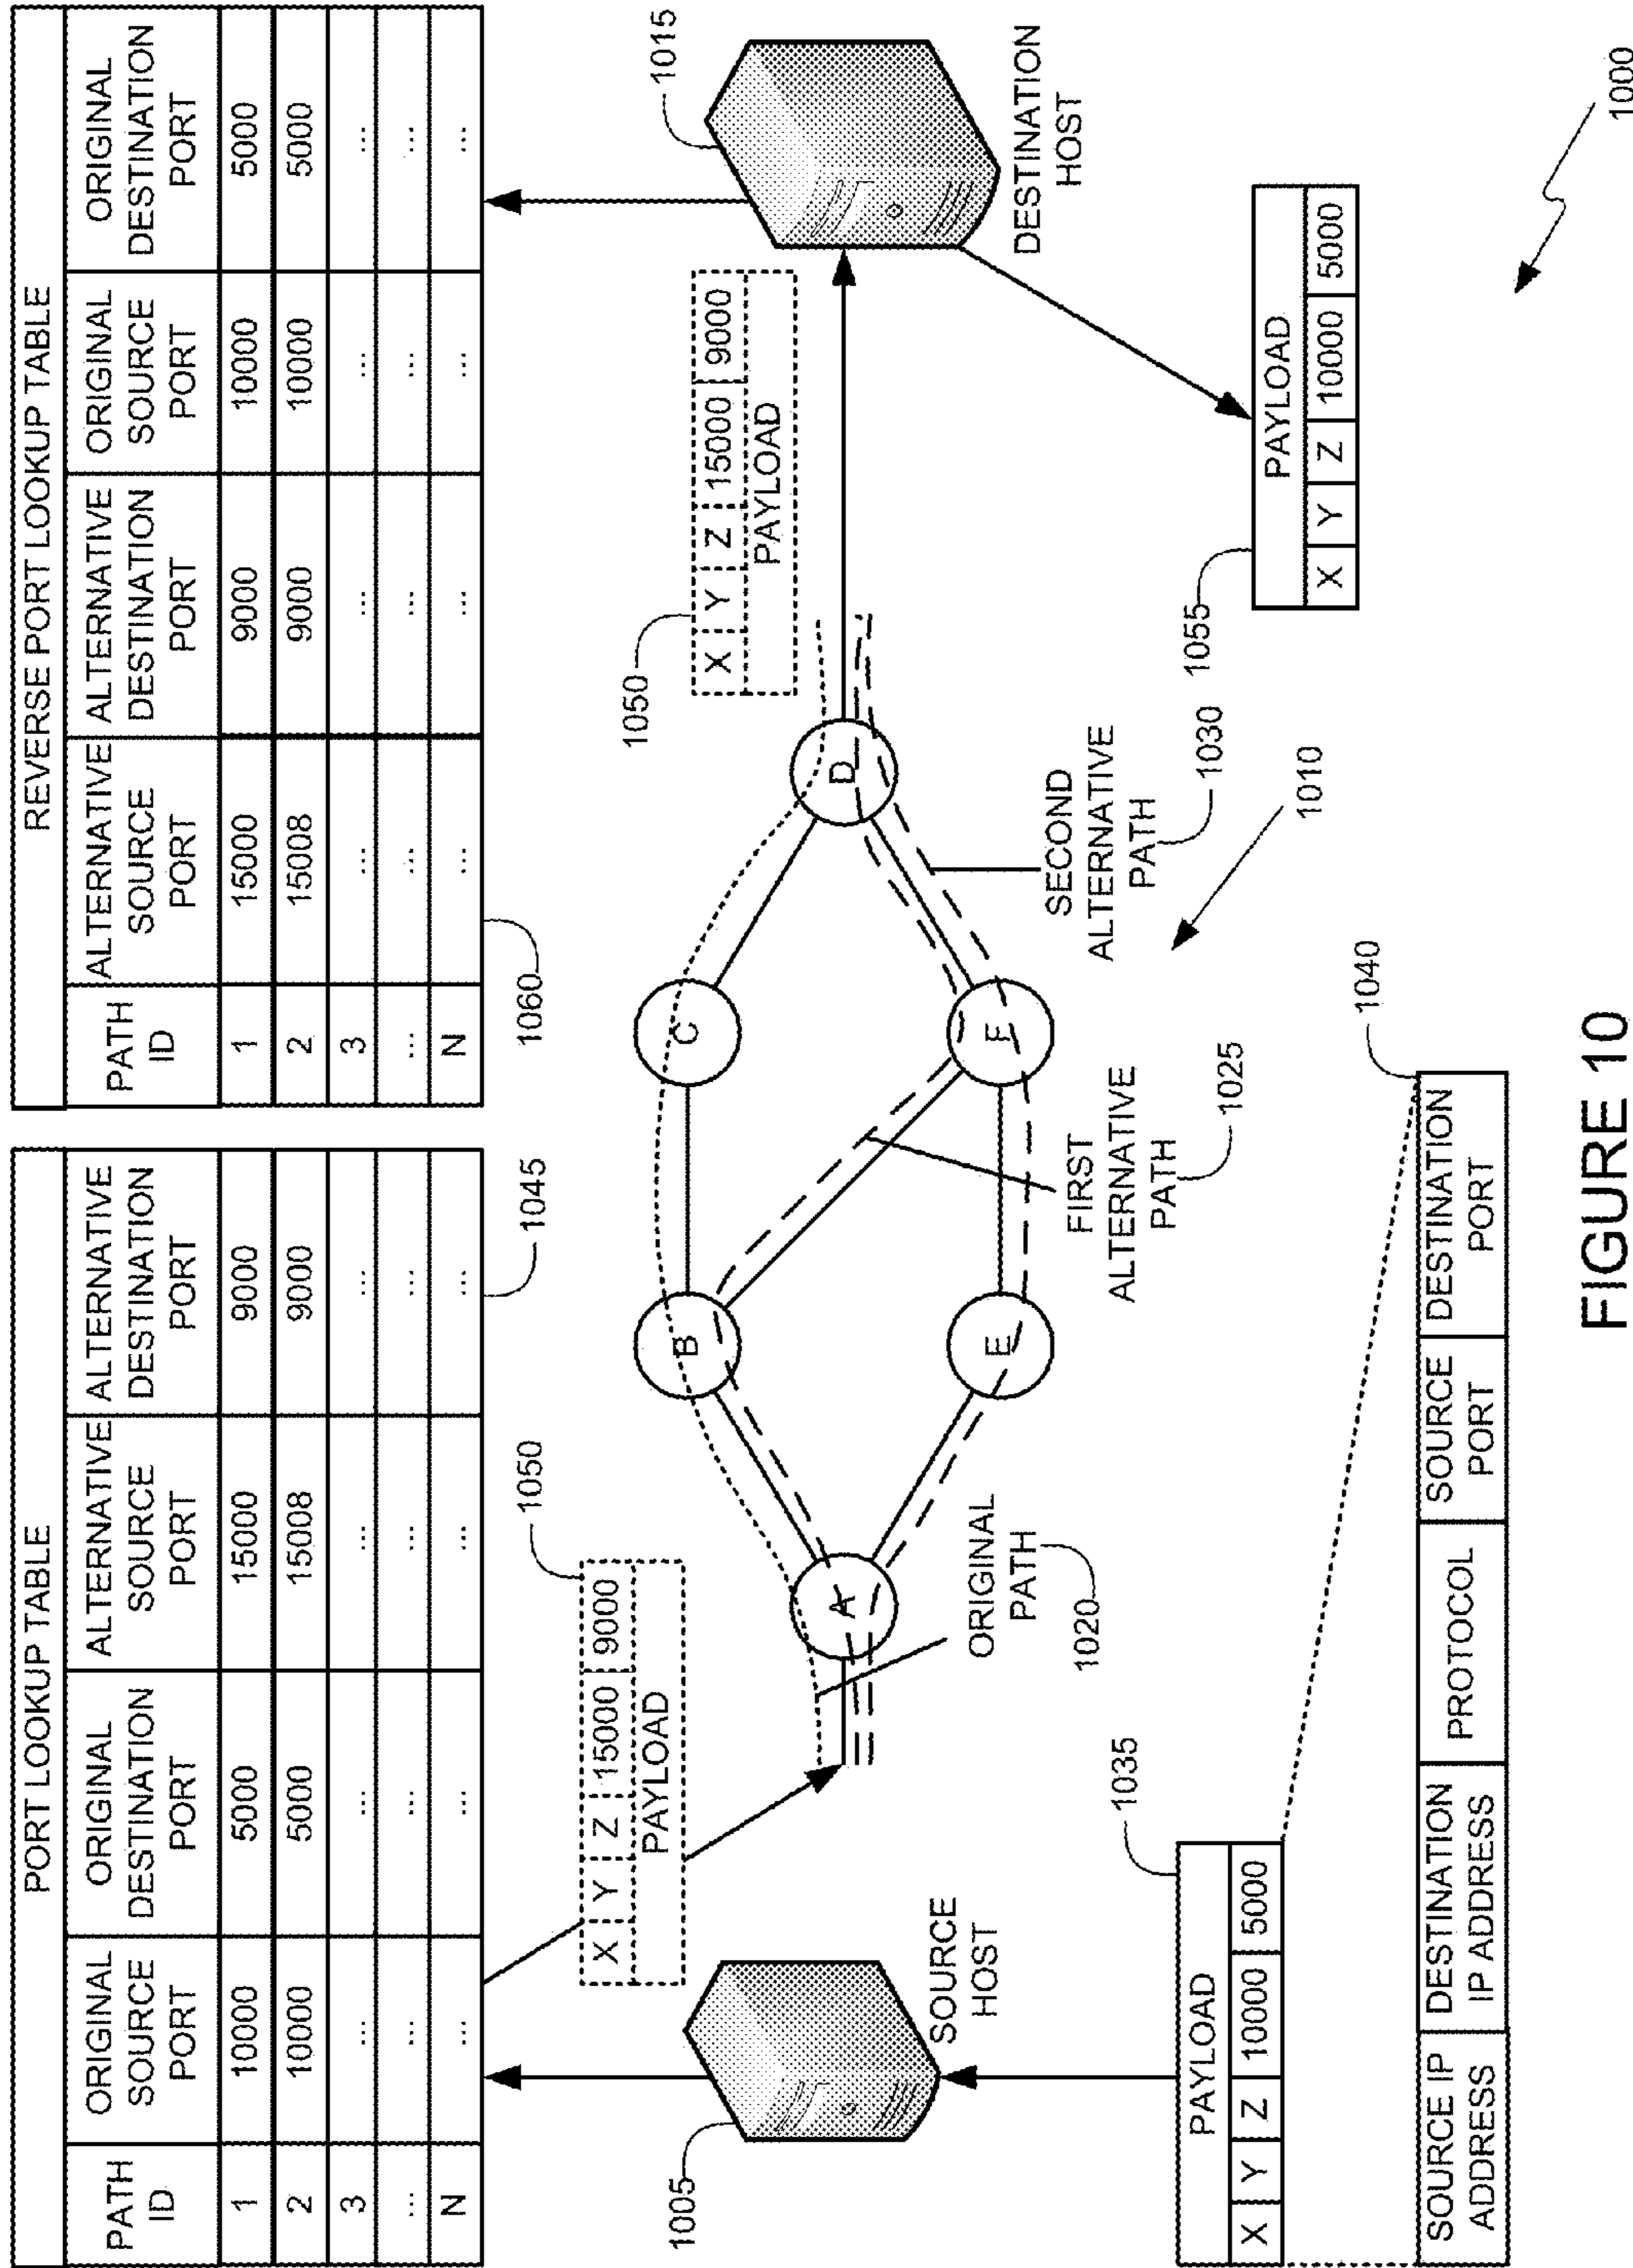 PORT LOOKUP TABLE
PATH ID | ORIGINAL SOURCE PORT | ORIGINAL DESTINATION PORT | ALTERNATIVE SOURCE PORT | ALTERNATIVE DESTINATION PORT
1 | 10000 | 5000 | 15000 | 9000
2 | 10000 | 5000 | 15008 | 9000
3 | ... | ... | ... | ...
... | ... | ... | ... | ...
N | ... | ... | ... | ...
1045
REVERSE PORT LOOKUP TABLE
PATH ID | ALTERNATIVE SOURCE PORT | ALTERNATIVE DESTINATION PORT | ORIGINAL SOURCE PORT | ORIGINAL DESTINATION PORT
1 | 15000 | 9000 | 10000 | 5000
2 | 15008 | 9000 | 10000 | 5000
3 | ... | ... | ... | ...
... | ... | ... | ... | ...
N | ... | ... | ... | ...
1060
1050
X Y Z 15000 9000
PAYLOAD
1050
X Y Z 15000 9000
PAYLOAD
1005
SOURCE
HOST
A
B
C
D
E
F
1015
DESTINATION
HOST
ORIGINAL
PATH
1020
FIRST
ALTERNATIVE
PATH
1025
SECOND
ALTERNATIVE
PATH
1030
1010
1035
PAYLOAD
X Y Z 10000 5000
1055
PAYLOAD
X Y Z 10000 5000
1040
SOURCE IP ADDRESS | DESTINATION IP ADDRESS | PROTOCOL | SOURCE PORT | DESTINATION PORT
1000
FIGURE 10